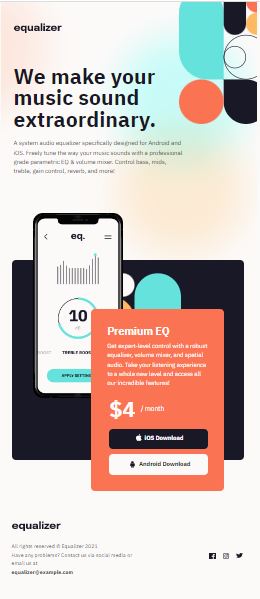 equalizer
We make your
music sound
extraordinary.
A system audio equalizer specifically designed for Android and
iOS. Freely tune the way your music sounds with a professional
grade parametric EQ & volume mixer. Control bass, mids,
treble, gain control, reverb, and more!
eq.
10
TREBLE BOOST
APPLY SETTINGS
Premium EQ
Get expert-level control with a robust
equalizer, volume mixer, and spatial
audio. Take your listening experience
to a whole new level and access all
our incredible features!
$4 / month
iOS Download
Android Download
equalizer
All rights reserved © Equalizer 2021
Have any problems? Contact us via social media or
email us at
equalizer@example.com